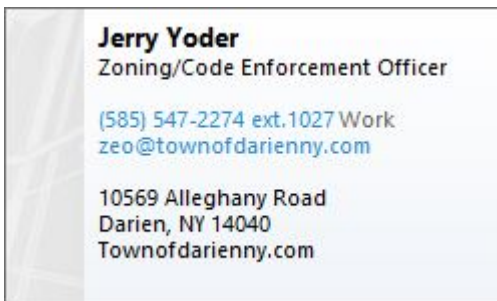 Jerry Yoder
Zoning/Code Enforcement Officer
(585) 547-2274 ext.1027 Work
zeo@townofdarienny.com
10569 Alleghany Road
Darien, NY 14040
Townofdarienny.com